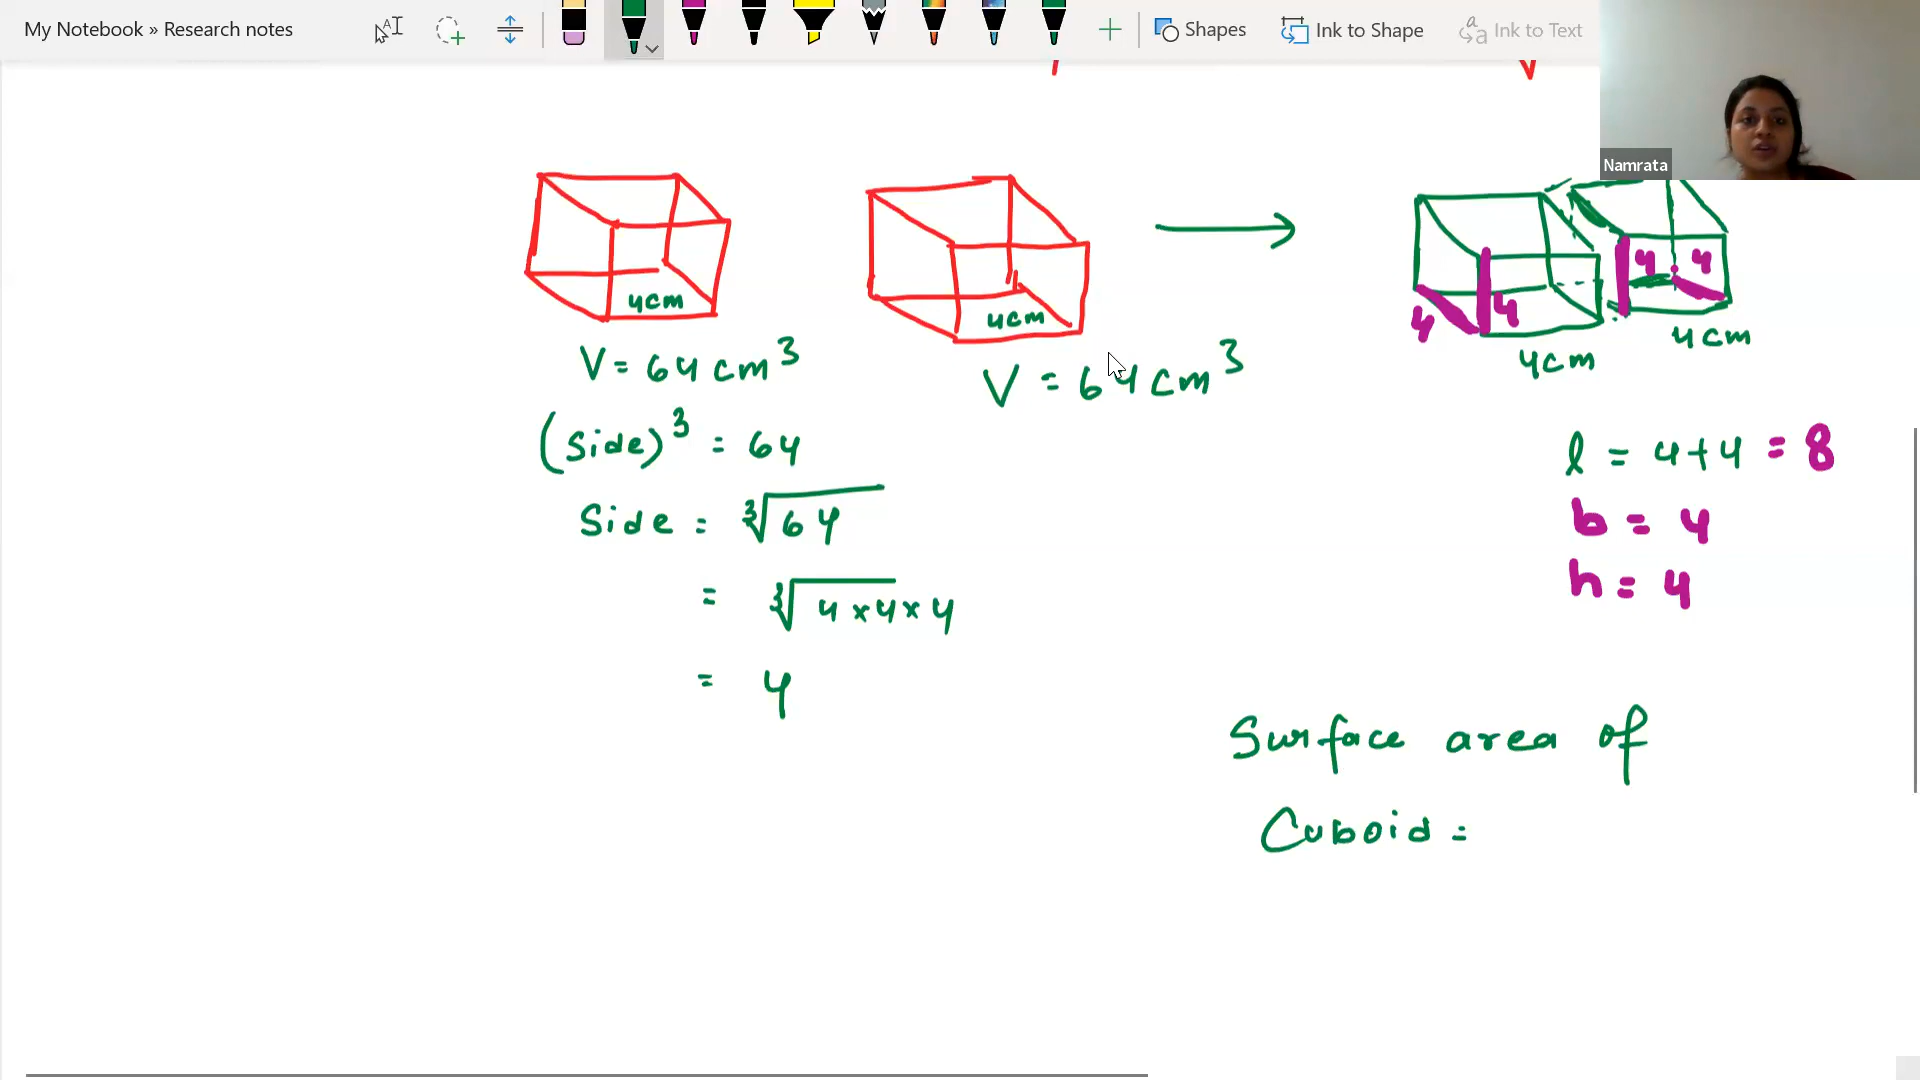 My Notebook » Research notes
Shapes
Ink to Shape
Ink to Text
Namrata
4cm
4cm
4
4
4
4
4cm
4cm
V = 64 cm³
V = 64 cm³
(Side)³ = 64
Side = ∛64
= ∛4×4×4
= 4
l = 4+4 = 8
b = 4
h = 4
Surface area of
Cuboid =